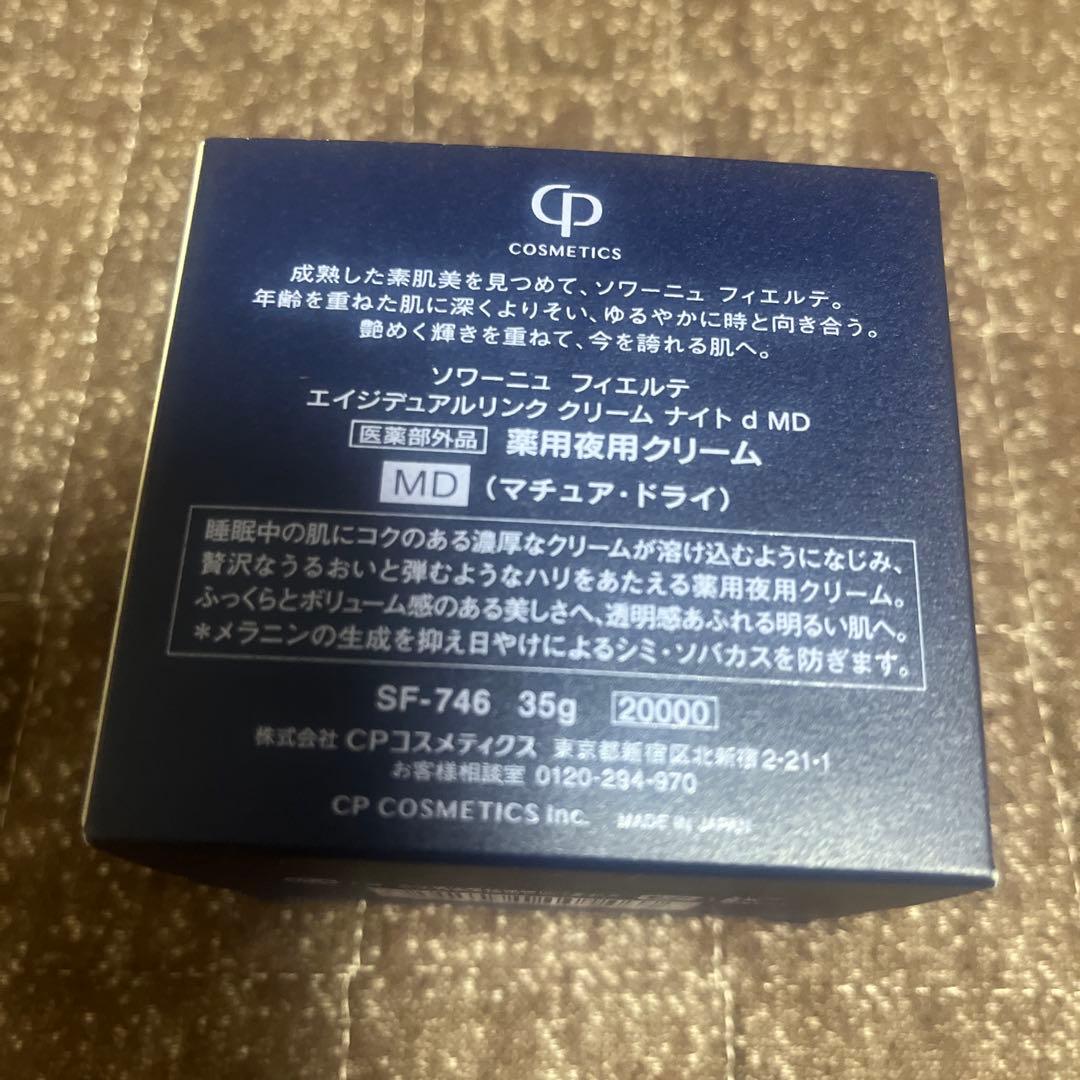 CP
COSMETICS
成熟した素肌美を見つめて、ソワーニュ フィエルテ。
年齢を重ねた肌に深くよりそい、ゆるやかに時と向き合う。
艶めく輝きを重ねて、今を誇れる肌へ。
ソワーニュ フィエルテ
エイジデュアルリンク クリーム ナイト d MD
医薬部外品 薬用夜用クリーム
MD (マチュア・ドライ)
睡眠中の肌にコクのある濃厚なクリームが溶け込むようになじみ、
贅沢なうるおいと弾むようなハリをあたえる薬用夜用クリーム。
ふっくらとボリューム感のある美しさへ、透明感あふれる明るい肌へ。
*メラニンの生成を抑え日やけによるシミ・ソバカスを防ぎます。
SF-746 35g 20000
株式会社 CPコスメティクス 東京都新宿区北新宿2-21-1
お客様相談室 0120-294-970
CP COSMETICS Inc. MADE IN JAPAN